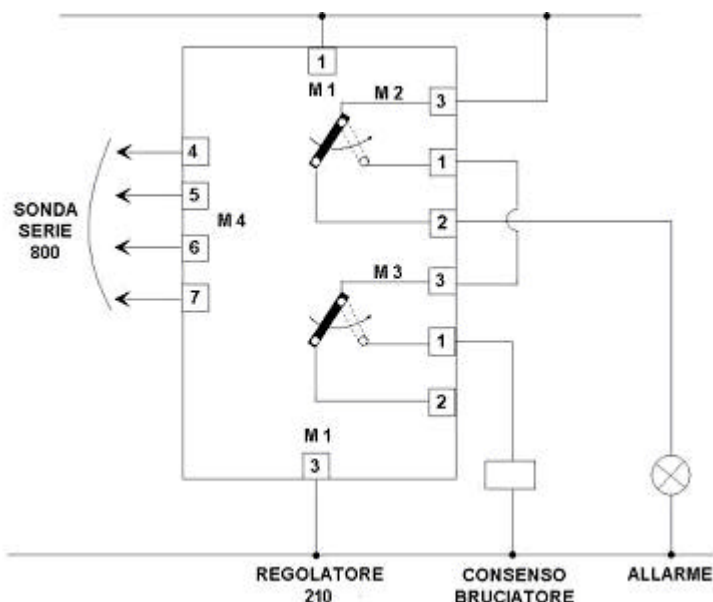 1
M 1
M 2
3
4
1
5
SONDA
SERIE
800
M 4
2
6
M 3
3
7
1
2
M 1
3
REGOLATORE
210
CONSENSO
BRUCIATORE
ALLARME